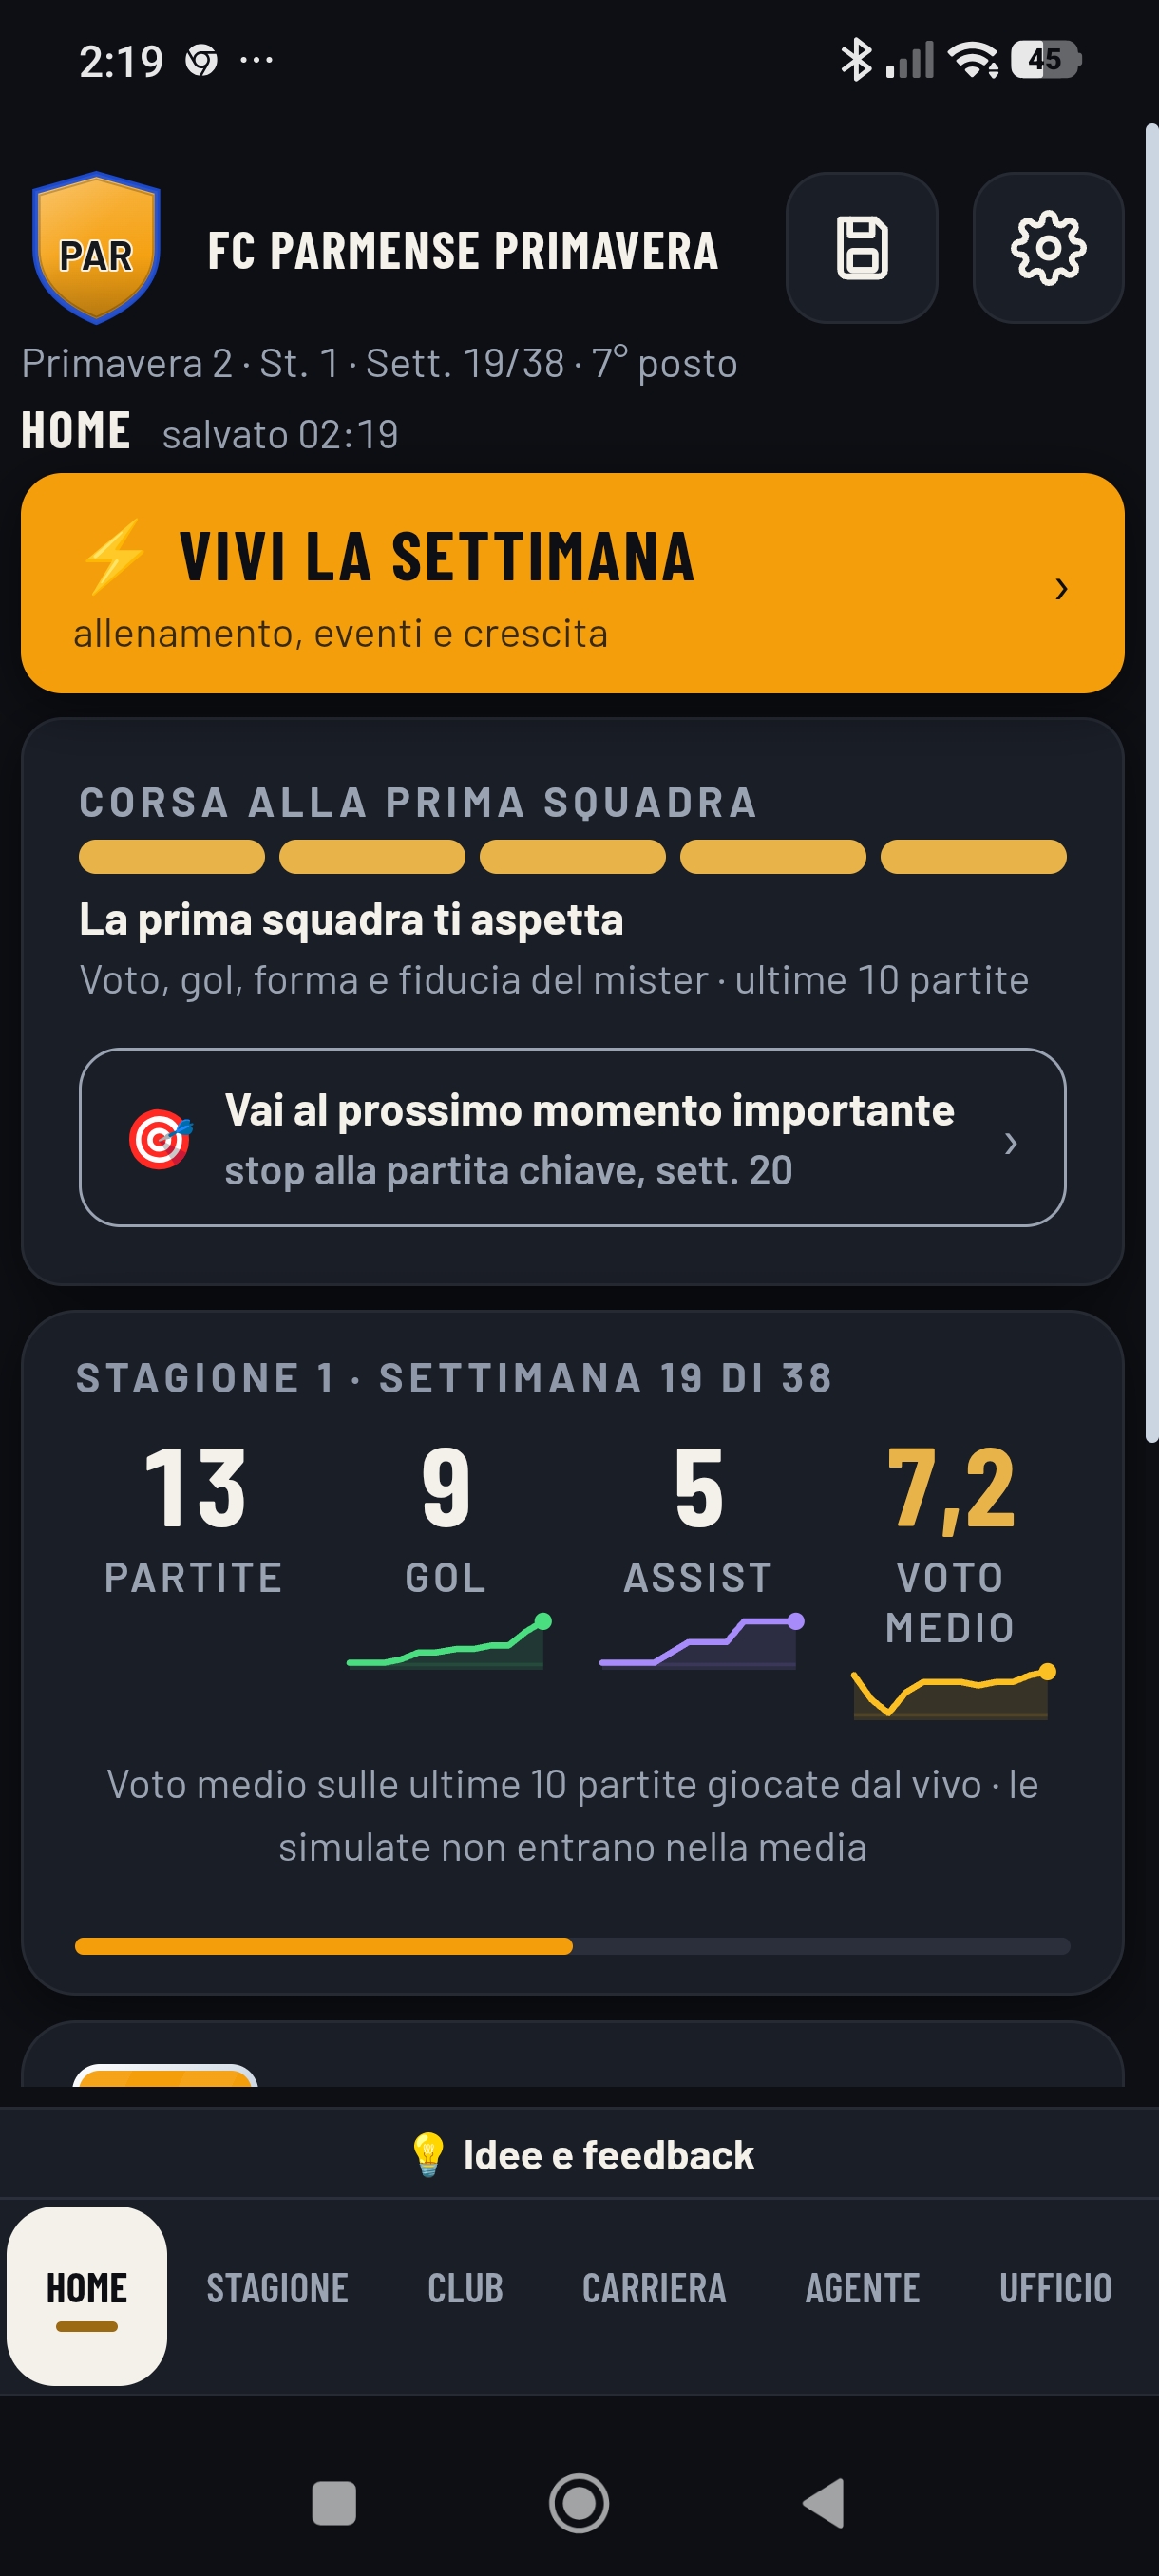 2:19 ...
45
PAR
FC PARMENSE PRIMAVERA
Primavera 2 · St. 1 · Sett. 19/38 · 7° posto
HOME salvato 02:19
⚡ VIVI LA SETTIMANA
allenamento, eventi e crescita
›
CORSA ALLA PRIMA SQUADRA
La prima squadra ti aspetta
Voto, gol, forma e fiducia del mister · ultime 10 partite
🎯 Vai al prossimo momento importante
stop alla partita chiave, sett. 20
›
STAGIONE 1 · SETTIMANA 19 DI 38
13 9 5 7,2
PARTITE GOL ASSIST VOTO
MEDIO
Voto medio sulle ultime 10 partite giocate dal vivo · le
simulate non entrano nella media
💡 Idee e feedback
HOME STAGIONE CLUB CARRIERA AGENTE UFFICIO